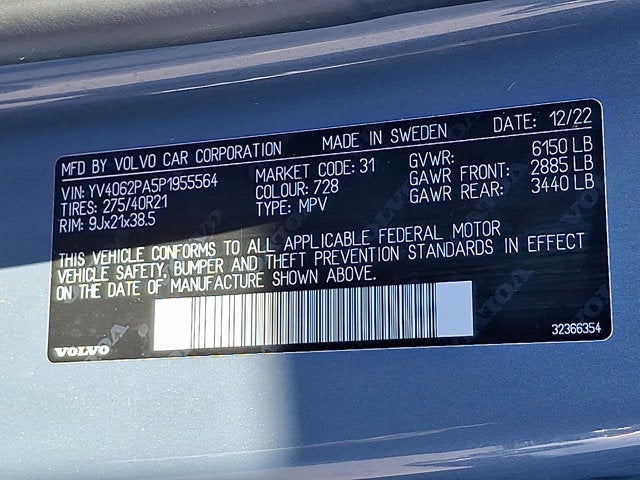 MFD BY VOLVO CAR CORPORATION MADE IN SWEDEN DATE: 12/22
VIN: YV4062PA5P1955564 MARKET CODE: 31 GVWR: 6150 LB
TIRES: 275/40R21 COLOUR: 728 GAWR FRONT: 2885 LB
RIM: 9Jx21x38.5 TYPE: MPV GAWR REAR: 3440 LB
THIS VEHICLE CONFORMS TO ALL APPLICABLE FEDERAL MOTOR
VEHICLE SAFETY, BUMPER AND THEFT PREVENTION STANDARDS IN EFFECT
ON THE DATE OF MANUFACTURE SHOWN ABOVE.
VOLVO 32366354